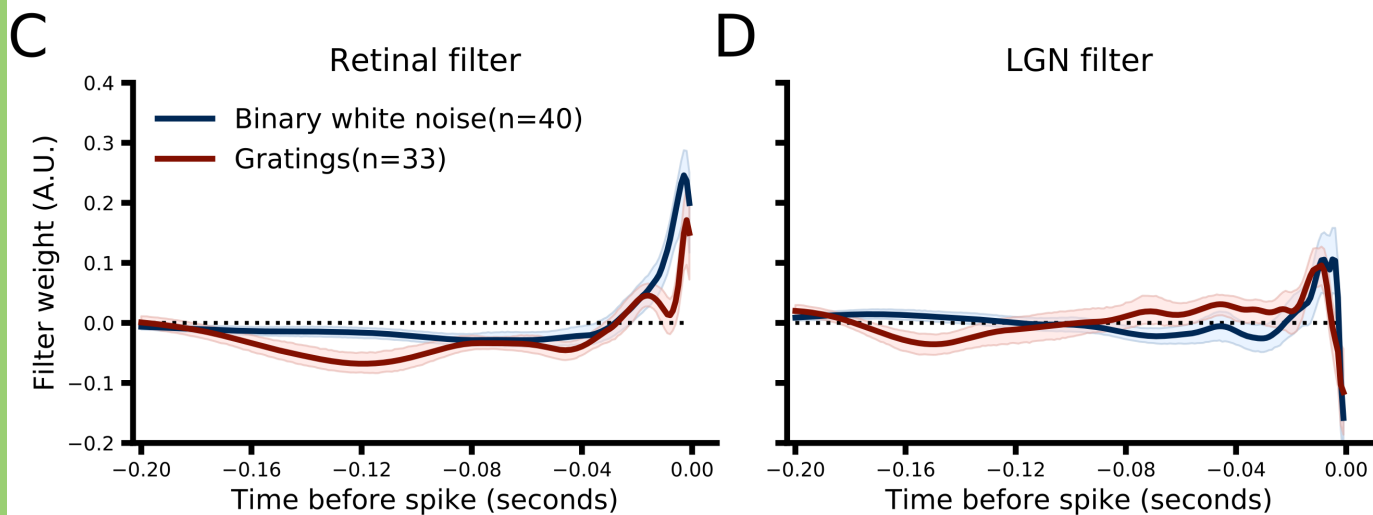 C
Retinal filter
0.4
0.3
0.2
0.1
0.0
−0.1
−0.2
Filter weight (A.U.)
Binary white noise(n=40)
Gratings(n=33)
−0.20 −0.16 −0.12 −0.08 −0.04 0.00
Time before spike (seconds)
D
LGN filter
−0.20 −0.16 −0.12 −0.08 −0.04 0.00
Time before spike (seconds)